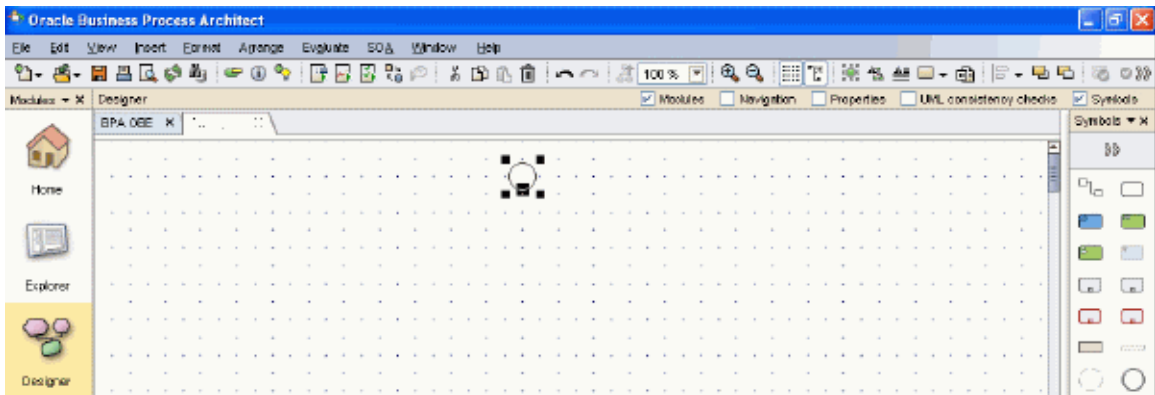 Oracle Business Process Architect
File Edit View Insert Format Arrange Evaluate SOA Window Help
100 %
Modules Designer Modules Navigation Properties UML consistency checks Symbols
BPA OBE Symbols
Home
Explorer
Designer